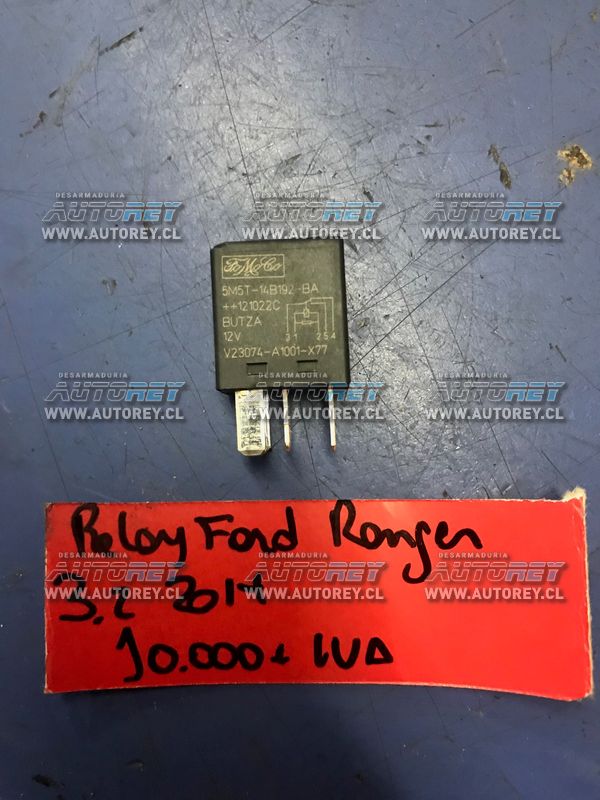 DESARMADURIA DESARMADURIA DESARMADURIA
AUTOREY AUTOREY AUTOREY
WWW.AUTOREY.CL WWW.AUTOREY.CL WWW.AUTOREY.CL
FoMoCo
5M5T-14B192-BA
++121022C
BUTZA
12V
31 254
V23074-A1001-X77
DESARMADURIA DESARMADURIA DESARMADURIA
AUTOREY AUTOREY AUTOREY
WWW.AUTOREY.CL WWW.AUTOREY.CL WWW.AUTOREY.CL
Relay Ford Ranger
DESARMADURIA DESARMADURIA DESARMADURIA
AUTOREY AUTOREY AUTOREY
WWW.AUTOREY.CL WWW.AUTOREY.CL WWW.AUTOREY.CL
3.2 2014
10.000+ IVA